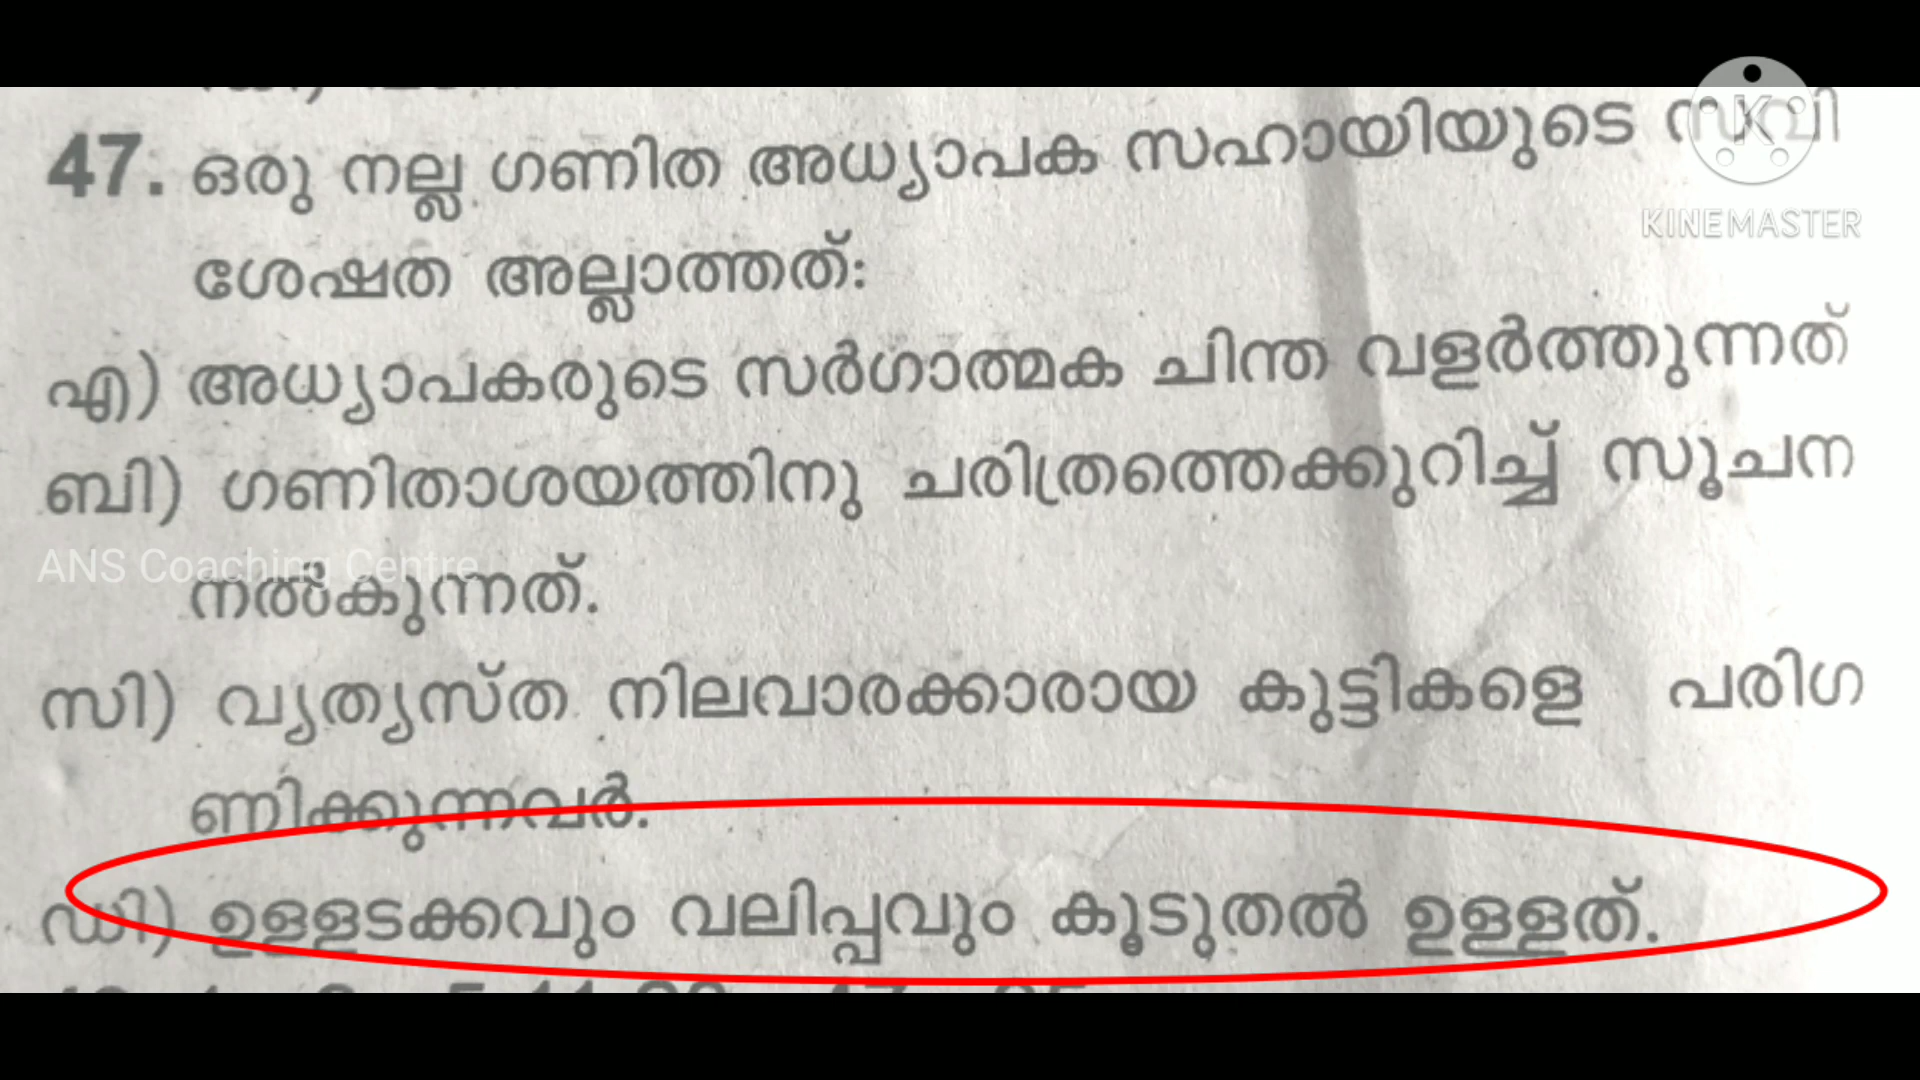 47. ഒരു നല്ല ഗണിത അധ്യാപക സഹായിയുടെ
ശേഷത അല്ലാത്തത്:
എ) അധ്യാപകരുടെ സർഗാത്മക ചിന്ത വളർത്തുന്നത്
ബി) ഗണിതാശയത്തിനു ചരിത്രത്തെക്കുറിച്ച് സൂചന
നൽകുന്നത്.
സി) വ്യത്യസ്ത നിലവാരക്കാരായ കുട്ടികളെ പരിഗ
ണിക്കുന്നവർ.
ഡി) ഉള്ളടക്കവും വലിപ്പവും കൂടുതൽ ഉള്ളത്.
KINEMASTER
ANS Coaching Centre